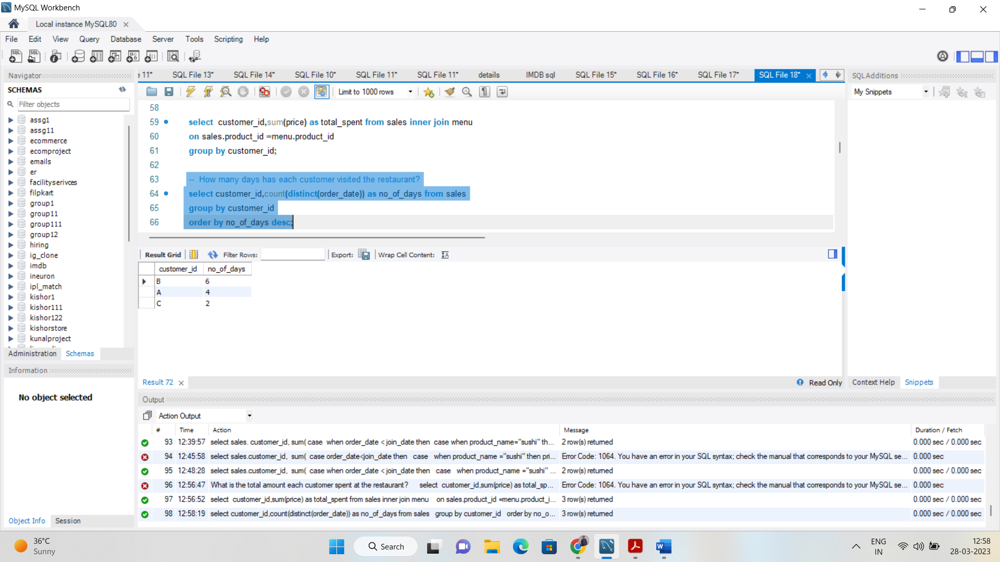 MySQL Workbench
Local instance MySQL80
File Edit View Query Database Server Tools Scripting Help
Navigator
SCHEMAS
Filter objects
assg1
assg11
ecommerce
ecomproject
emails
er
facilityserivces
filpkart
group1
group11
group111
group12
hiring
ig_clone
imdb
ineuron
ipl_match
kishor1
kishor111
kishor122
kishorstore
kunalproject
Administration Schemas
Information
No object selected
Object Info Session
11* SQL File 13* SQL File 14* SQL File 10* SQL File 11* SQL File 11* details IMDB sql SQL File 15* SQL File 16* SQL File 17* SQL File 18*
Limit to 1000 rows
58
59 select customer_id,sum(price) as total_spent from sales inner join menu
60 on sales.product_id =menu.product_id
61 group by customer_id;
62
63 -- How many days has each customer visited the restaurant?
64 select customer_id,count(distinct(order_date)) as no_of_days from sales
65 group by customer_id
66 order by no_of_days desc;
Result Grid Filter Rows: Export: Wrap Cell Content:
customer_id no_of_days
B 6
A 4
C 2
Result 72 Read Only
SQLAdditions
My Snippets
Context Help Snippets
Output
Action Output
# Time Action Message Duration / Fetch
93 12:39:57 select sales. customer_id, sum( case when order_date < join_date then case when product_name="sushi" th... 2 row(s) returned 0.000 sec / 0.000 sec
94 12:45:58 select sales.customer_id, sum( case order_date<join_date then case when product_name ="sushi" then pri... Error Code: 1064. You have an error in your SQL syntax; check the manual that corresponds to your MySQL se... 0.000 sec
95 12:48:28 select sales.customer_id, sum( case when order_date < join_date then case when product_name ="sushi" ... 2 row(s) returned 0.000 sec / 0.000 sec
96 12:56:47 What is the total amount each customer spent at the restaurant? select customer_id,sum(price) as total_sp... Error Code: 1064. You have an error in your SQL syntax; check the manual that corresponds to your MySQL se... 0.000 sec
97 12:56:52 select customer_id,sum(price) as total_spent from sales inner join menu on sales.product_id =menu.product_i... 3 row(s) returned 0.000 sec / 0.000 sec
98 12:58:19 select customer_id,count(distinct(order_date)) as no_of_days from sales group by customer_id order by no_o... 3 row(s) returned 0.000 sec / 0.000 sec
36°C
Sunny
Search
ENG
IN
12:58
28-03-2023